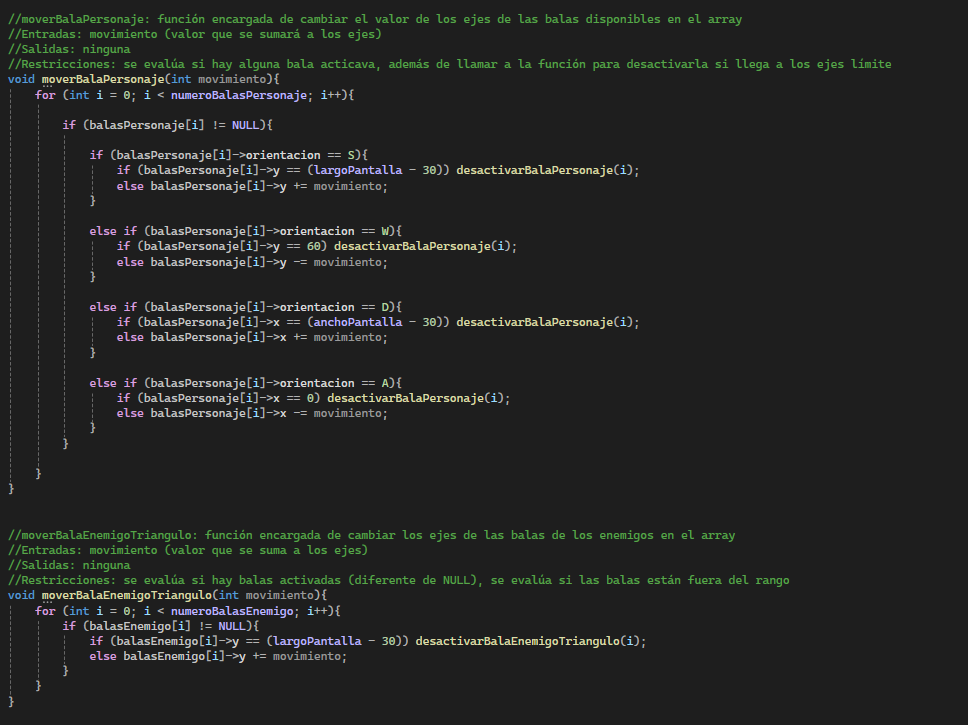 //moverBalaPersonaje: función encargada de cambiar el valor de los ejes de las balas disponibles en el array
//Entradas: movimiento (valor que se sumará a los ejes)
//Salidas: ninguna
//Restricciones: se evalúa si hay alguna bala acticava, además de llamar a la función para desactivarla si llega a los ejes límite
void moverBalaPersonaje(int movimiento){
    for (int i = 0; i < numeroBalasPersonaje; i++){
        if (balasPersonaje[i] != NULL){
            if (balasPersonaje[i]->orientacion == S){
                if (balasPersonaje[i]->y == (largoPantalla - 30)) desactivarBalaPersonaje(i);
                else balasPersonaje[i]->y += movimiento;
            }
            else if (balasPersonaje[i]->orientacion == W){
                if (balasPersonaje[i]->y == 60) desactivarBalaPersonaje(i);
                else balasPersonaje[i]->y -= movimiento;
            }
            else if (balasPersonaje[i]->orientacion == D){
                if (balasPersonaje[i]->x == (anchoPantalla - 30)) desactivarBalaPersonaje(i);
                else balasPersonaje[i]->x += movimiento;
            }
            else if (balasPersonaje[i]->orientacion == A){
                if (balasPersonaje[i]->x == 0) desactivarBalaPersonaje(i);
                else balasPersonaje[i]->x -= movimiento;
            }
        }
    }
}
//moverBalaEnemigoTriangulo: función encargada de cambiar los ejes de las balas de los enemigos en el array
//Entradas: movimiento (valor que se suma a los ejes)
//Salidas: ninguna
//Restricciones: se evalúa si hay balas activadas (diferente de NULL), se evalúa si las balas están fuera del rango
void moverBalaEnemigoTriangulo(int movimiento){
    for (int i = 0; i < numeroBalasEnemigo; i++){
        if (balasEnemigo[i] != NULL){
            if (balasEnemigo[i]->y == (largoPantalla - 30)) desactivarBalaEnemigoTriangulo(i);
            else balasEnemigo[i]->y += movimiento;
        }
    }
}